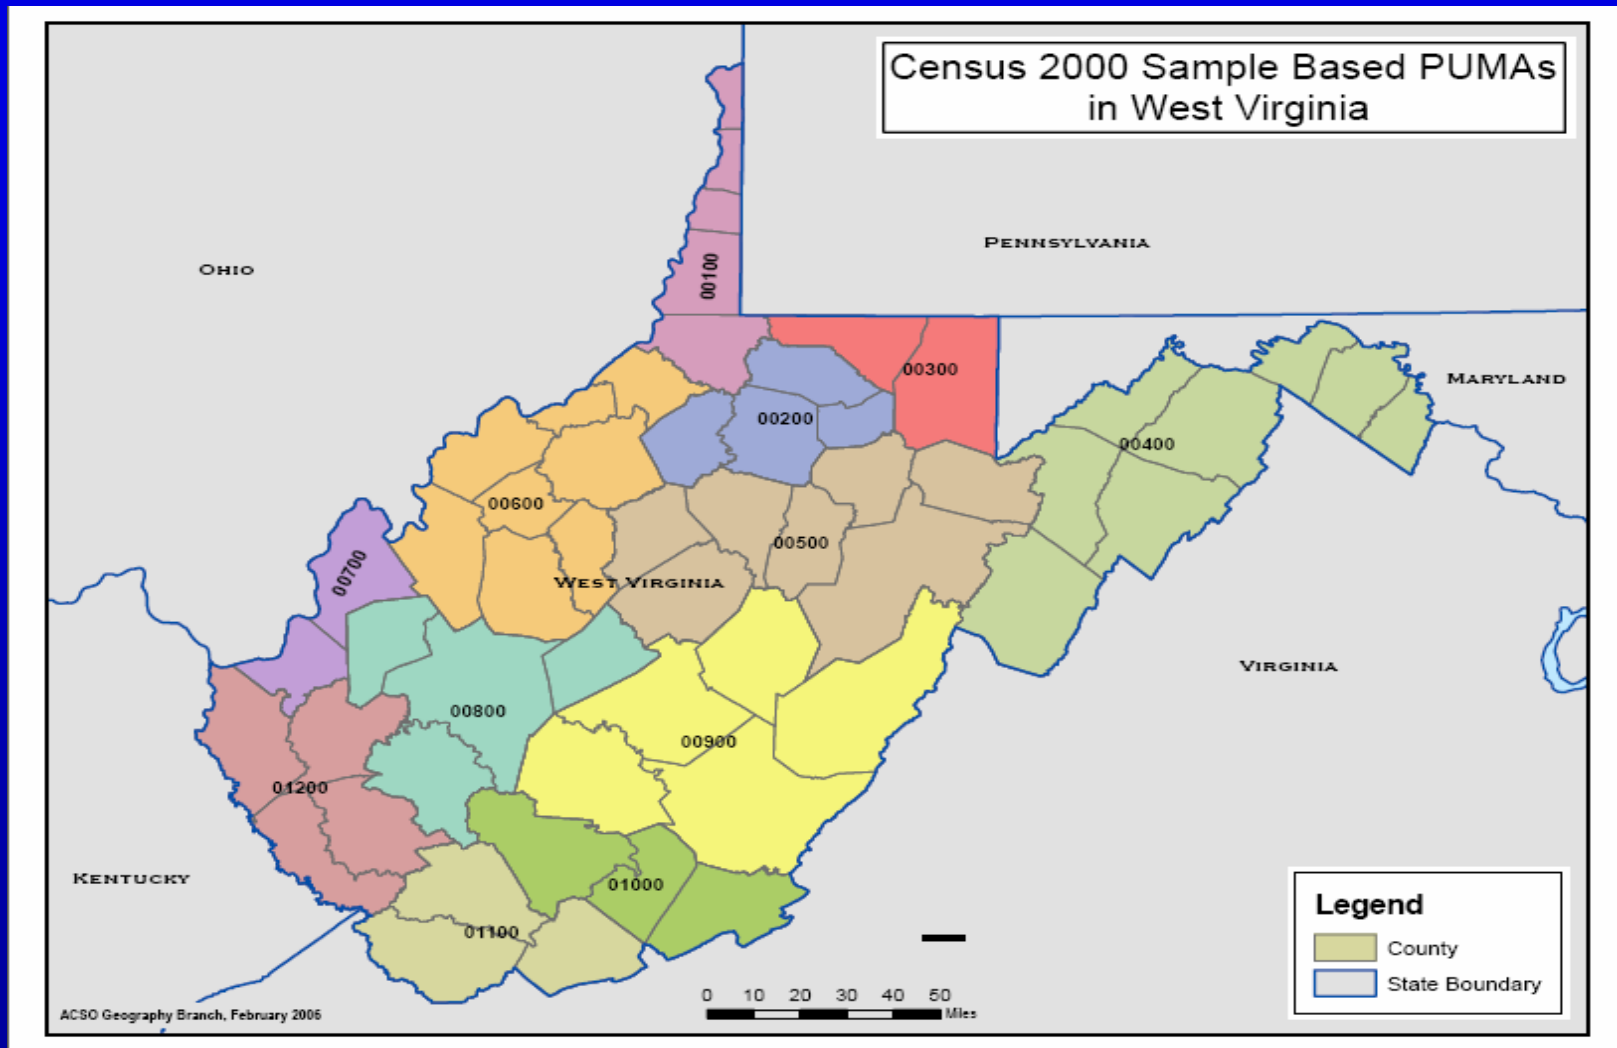 Census 2000 Sample Based PUMAs
in West Virginia
PENNSYLVANIA
OHIO
00100
MARYLAND
00300
00200
00400
00600
00500
00700
WEST VIRGINIA
VIRGINIA
00800
00900
01200
KENTUCKY
01000
01100
Legend
County
State Boundary
0 10 20 30 40 50
Miles
ACSO Geography Branch, February 2006